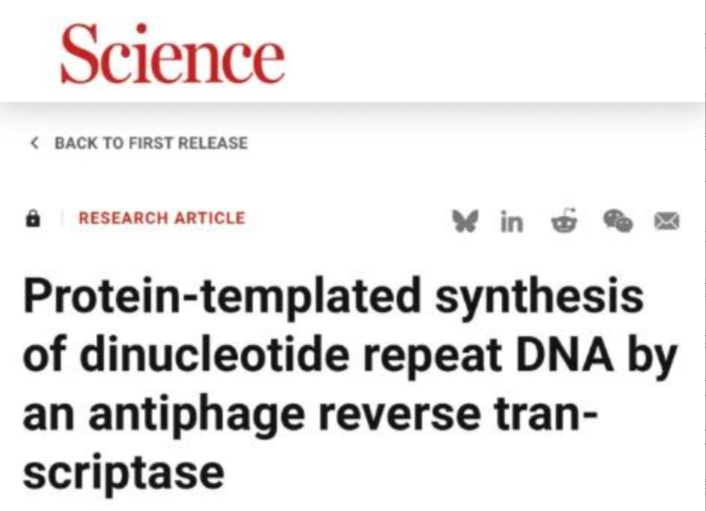 Science
< BACK TO FIRST RELEASE
RESEARCH ARTICLE
in
Protein-templated synthesis
of dinucleotide repeat DNA by
an antiphage reverse tran-
scriptase